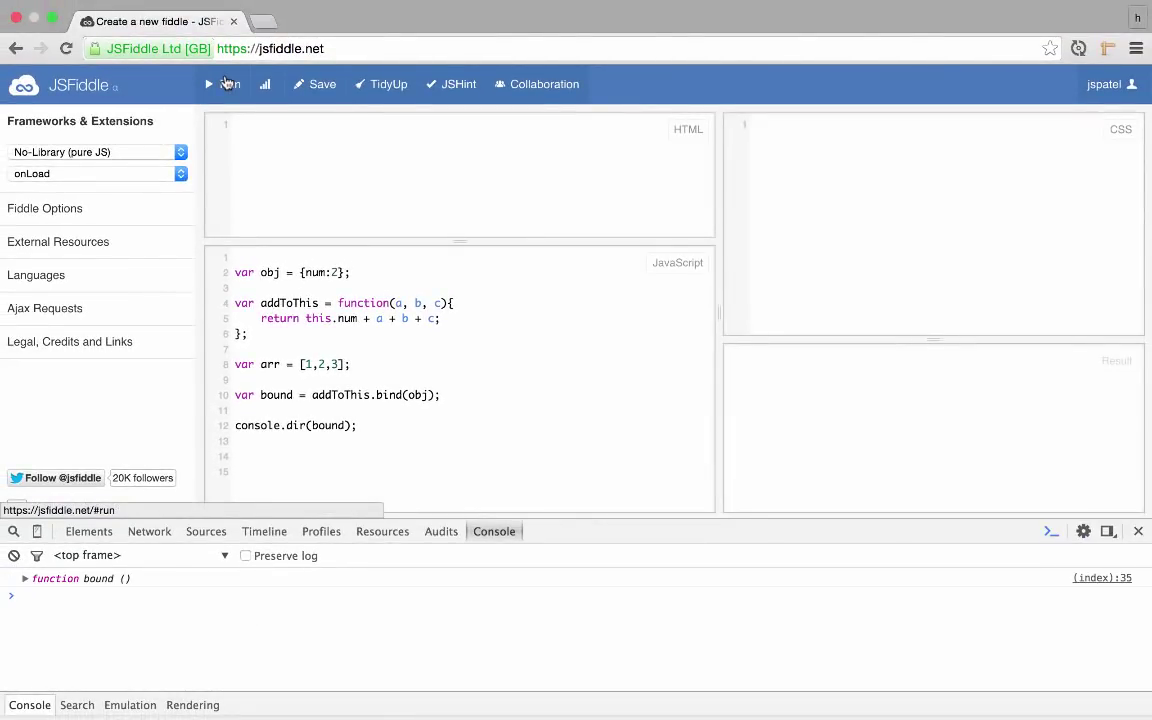 Create a new fiddle - JSFi
h
JSFiddle Ltd [GB] https://jsfiddle.net
JSFiddle Run Save TidyUp JSHint Collaboration jspatel
Frameworks & Extensions
No-Library (pure JS)
onLoad
Fiddle Options
External Resources
Languages
Ajax Requests
Legal, Credits and Links
Follow @jsfiddle 20K followers
https://jsfiddle.net/#run
1 HTML
1 CSS
JavaScript
1
2 var obj = {num:2};
3
4 var addToThis = function(a, b, c){
5 return this.num + a + b + c;
6 };
7
8 var arr = [1,2,3];
9
10 var bound = addToThis.bind(obj);
11
12 console.dir(bound);
13
14
15
Result
Elements Network Sources Timeline Profiles Resources Audits Console
<top frame> Preserve log
function bound () (index):35
Console Search Emulation Rendering